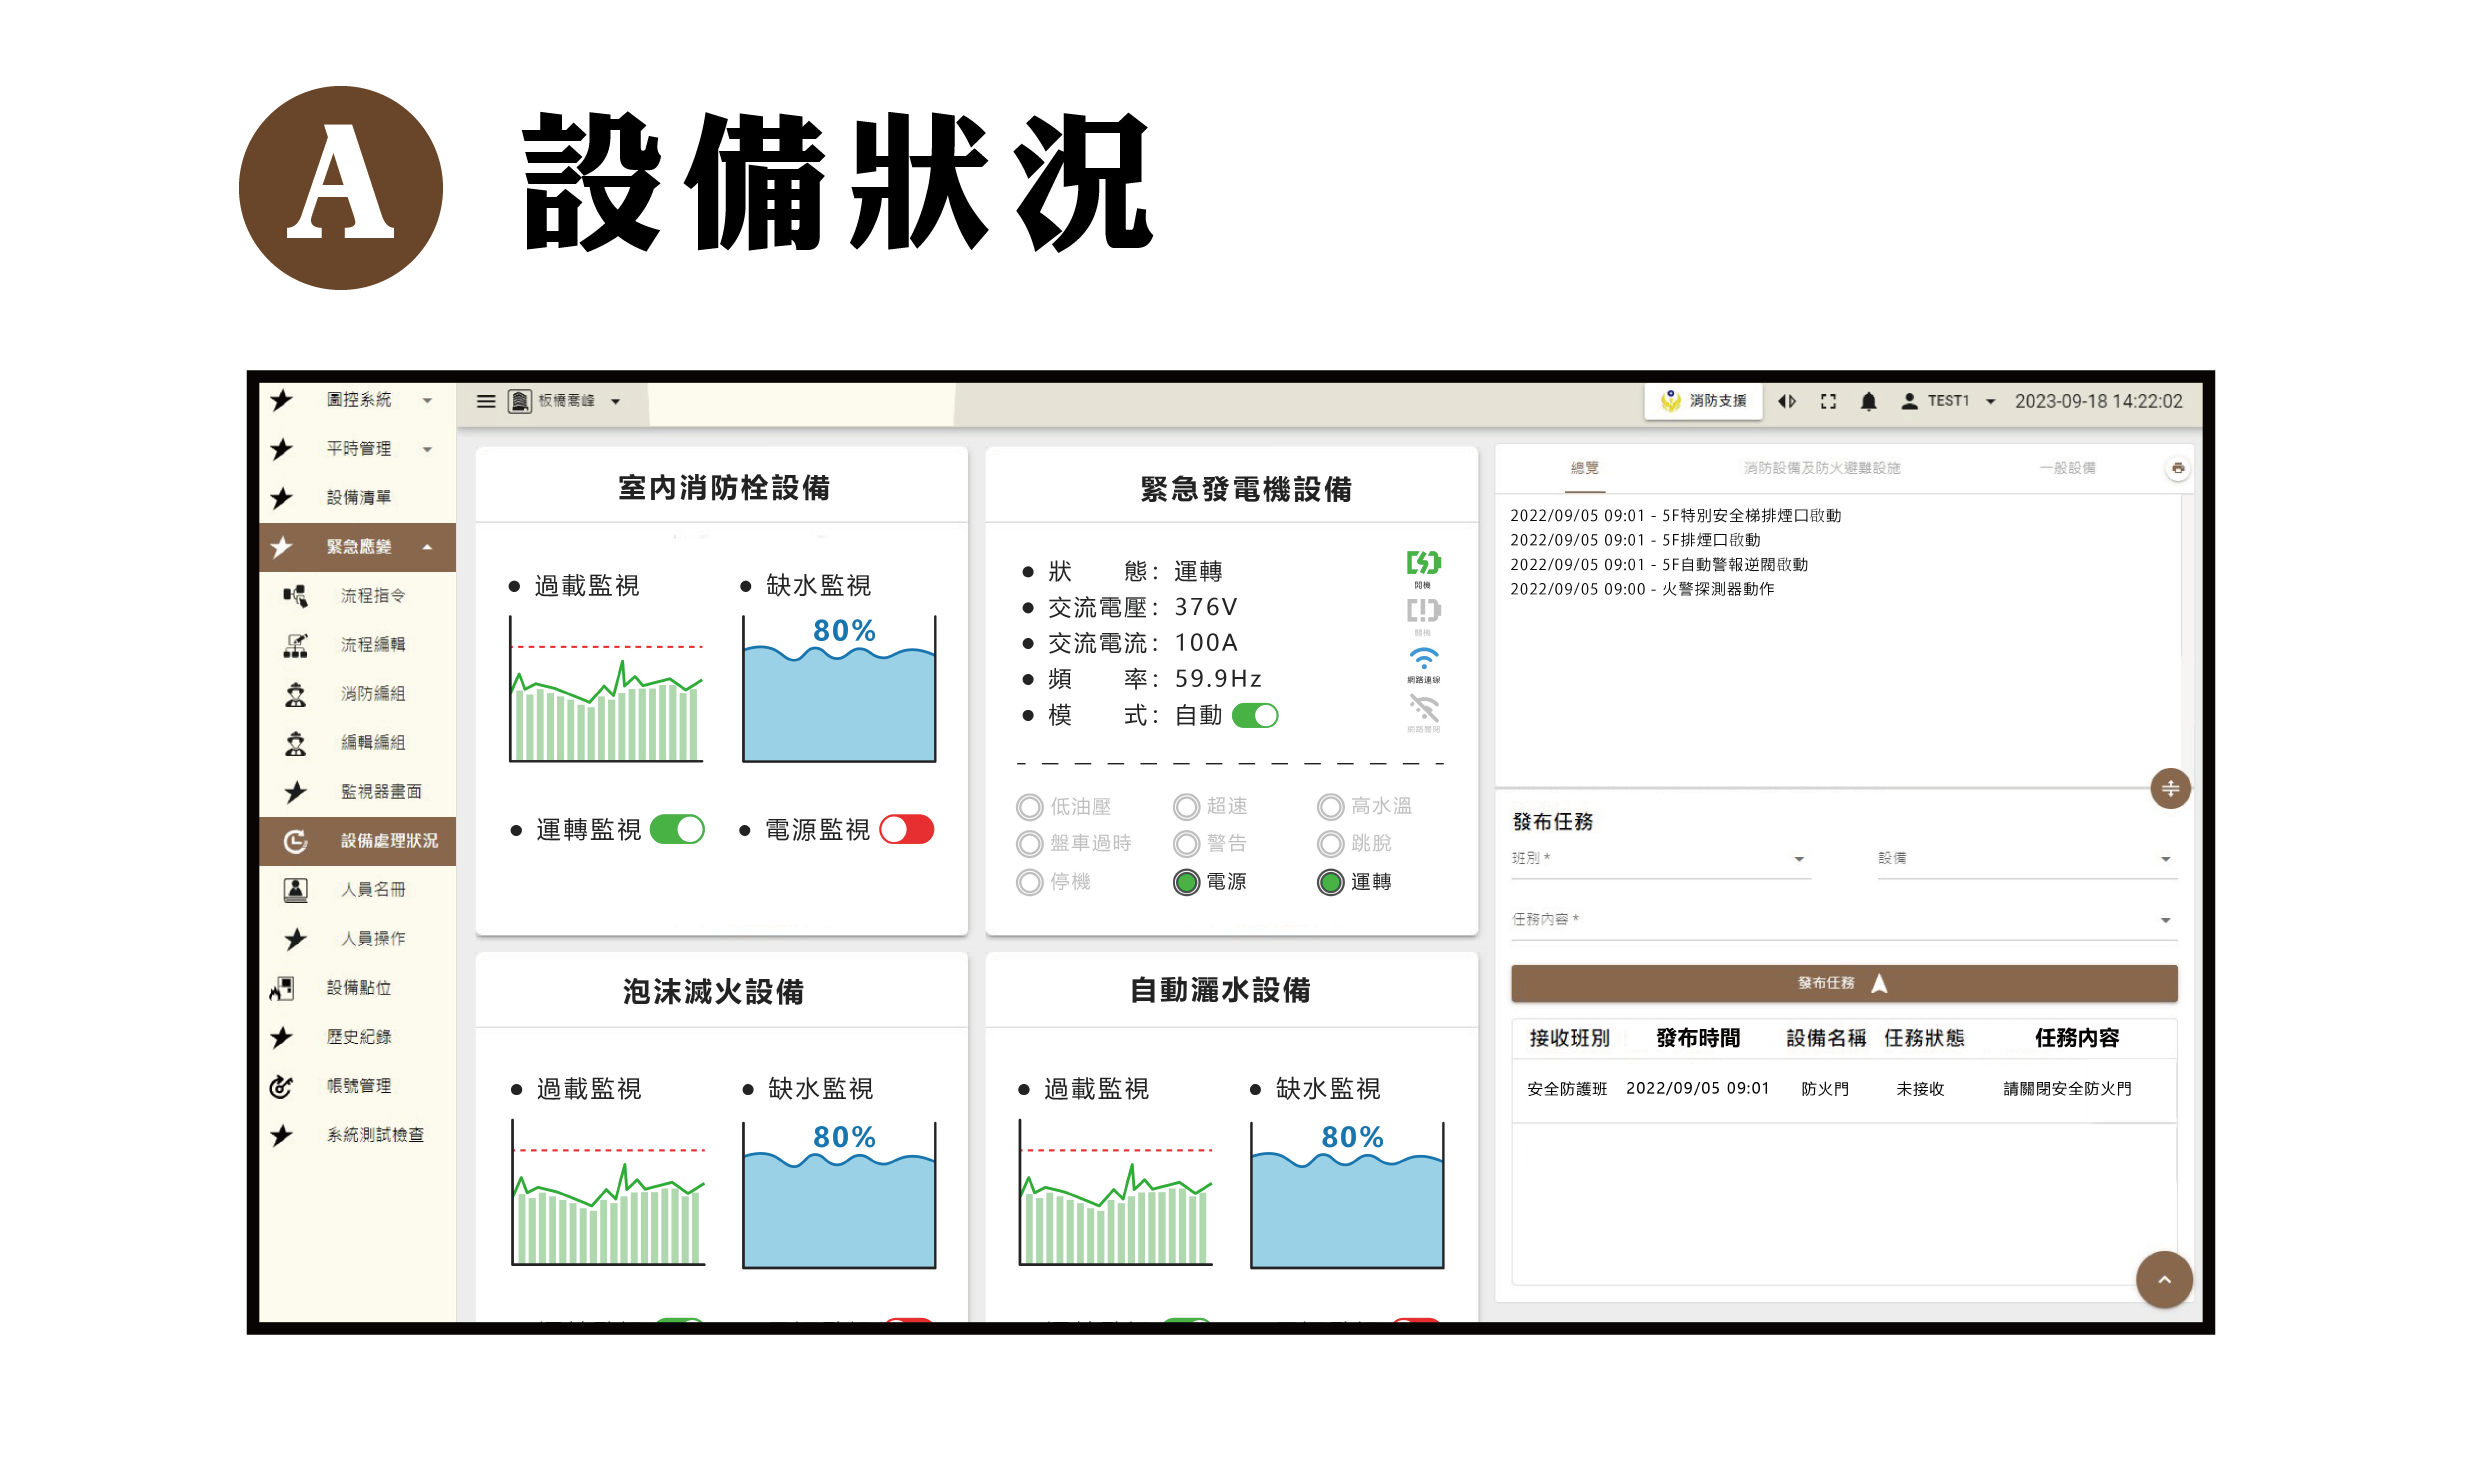 A 設備狀況
圖控系統
平時管理
設備清單
緊急應變
流程指令
流程編輯
消防編組
編輯編組
監視器畫面
設備處理狀況
人員名冊
人員操作
設備點位
歷史紀錄
帳號管理
系統測試檢查
板橋喬峰
消防支援
TEST1
2023-09-18 14:22:02
室內消防栓設備
● 過載監視
● 缺水監視
80%
● 運轉監視
● 電源監視
緊急發電機設備
● 狀 態: 運轉
● 交流電壓: 376V
● 交流電流: 100A
● 頻 率: 59.9Hz
● 模 式: 自動
開機
關機
網路連線
網路關閉
低油壓 超速 高水溫
盤車過時 警告 跳脫
停機 電源 運轉
泡沫滅火設備
● 過載監視
● 缺水監視
80%
自動灑水設備
● 過載監視
● 缺水監視
80%
總覽 消防設備及防火避難設施 一般設備
2022/09/05 09:01 - 5F特別安全梯排煙口啟動
2022/09/05 09:01 - 5F排煙口啟動
2022/09/05 09:01 - 5F自動警報逆閥啟動
2022/09/05 09:00 - 火警探測器動作
發布任務
班別 *
設備
任務內容 *
發布任務
接收班別 發布時間 設備名稱 任務狀態 任務內容
安全防護班 2022/09/05 09:01 防火門 未接收 請關閉安全防火門